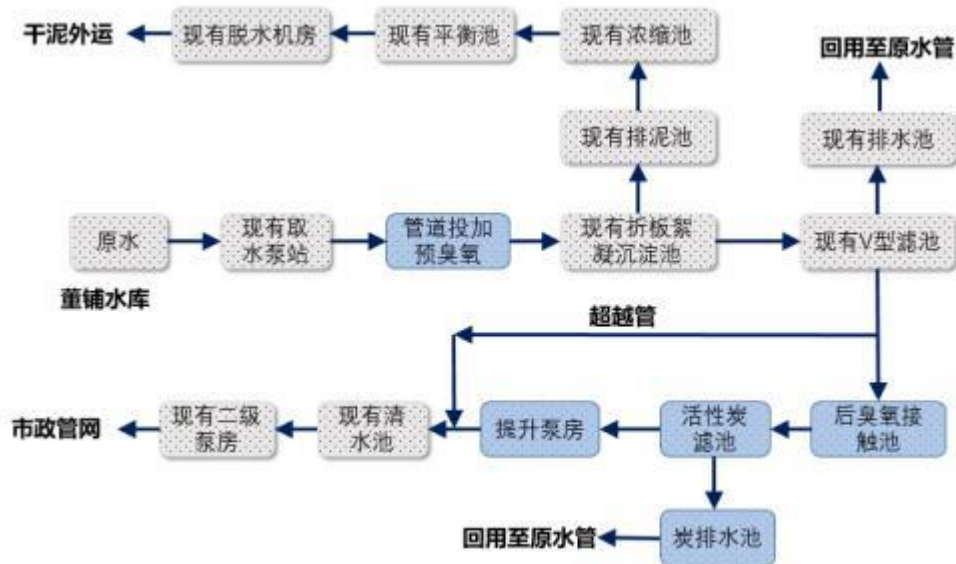 干泥外运
现有脱水机房
现有平衡池
现有浓缩池
回用至原水管
现有排泥池
现有排水池
原水
现有取
水泵站
管道投加
预臭氧
现有折板絮
凝沉淀池
现有V型滤池
董铺水库
超越管
市政管网
现有二级
泵房
现有清
水池
提升泵房
活性炭
滤池
后臭氧接
触池
回用至原水管
炭排水池